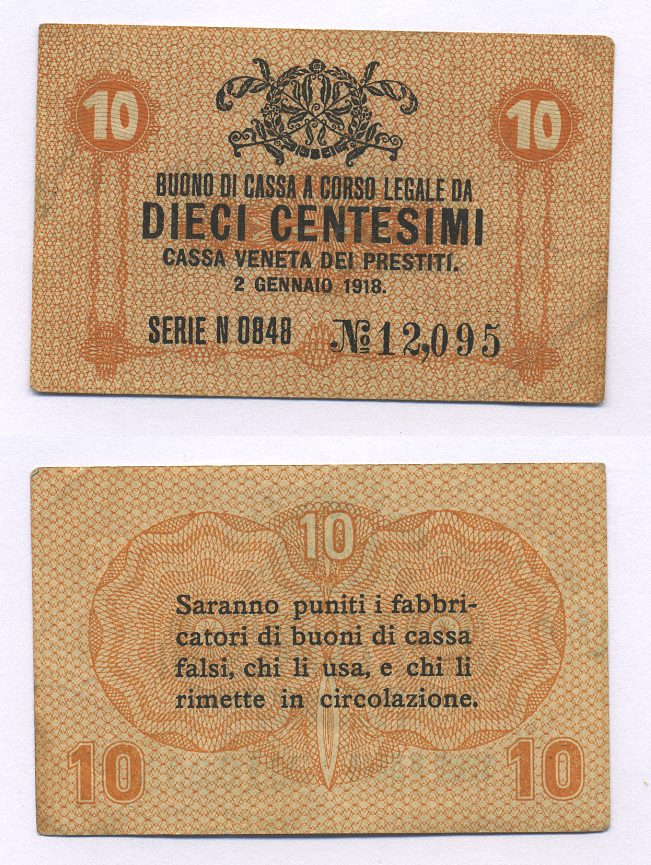 10 10
BUONO DI CASSA A CORSO LEGALE DA
DIECI CENTESIMI
CASSA VENETA DEI PRESTITI.
2 GENNAIO 1918.
SERIE N 0848 № 12,095
10
Saranno puniti i fabbri-
catori di buoni di cassa
falsi, chi li usa, e chi li
rimette in circolazione.
10 10